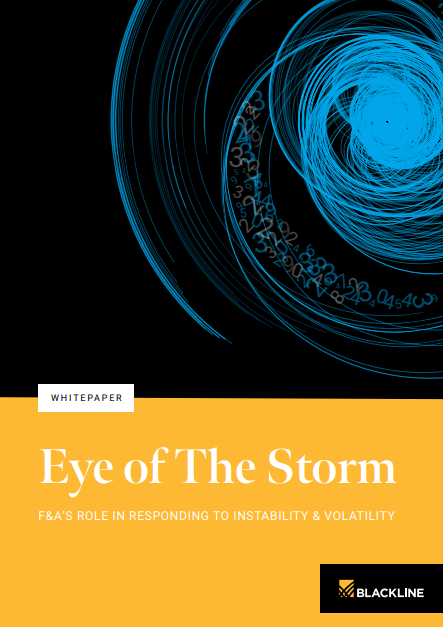 WHITEPAPER
Eye of The Storm
F&A'S ROLE IN RESPONDING TO INSTABILITY & VOLATILITY
BLACKLINE